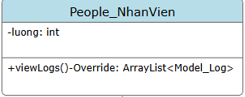 People_NhanVien
-luong: int
+viewLogs()-Override: ArrayList<Model_Log>